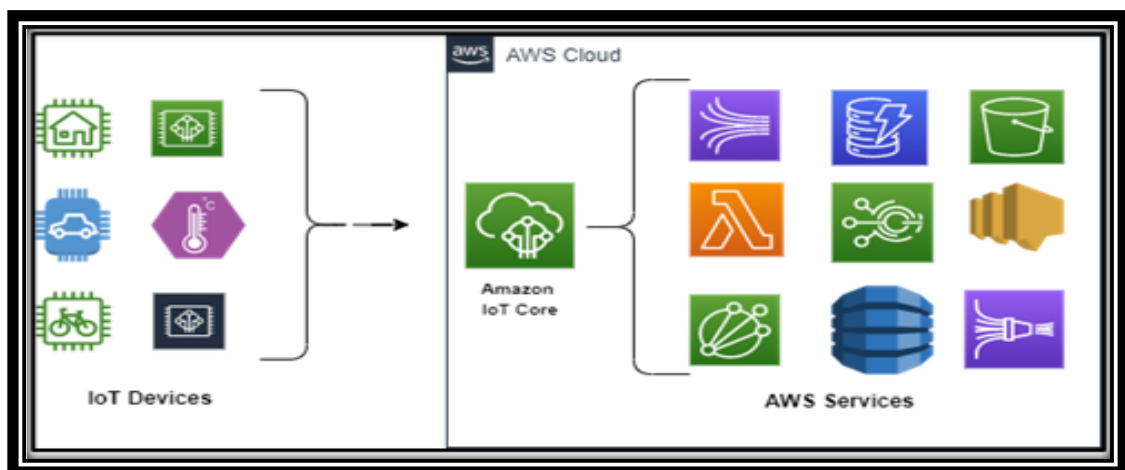 aws AWS Cloud
°C
Amazon
IoT Core
IoT Devices
AWS Services